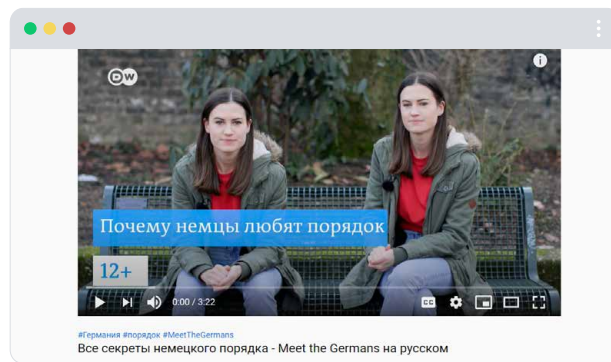 DW
Почему немцы любят порядок
12+
0:00 / 3:22
CC
#Германия #порядок #MeetTheGermans
Все секреты немецкого порядка - Meet the Germans на русском